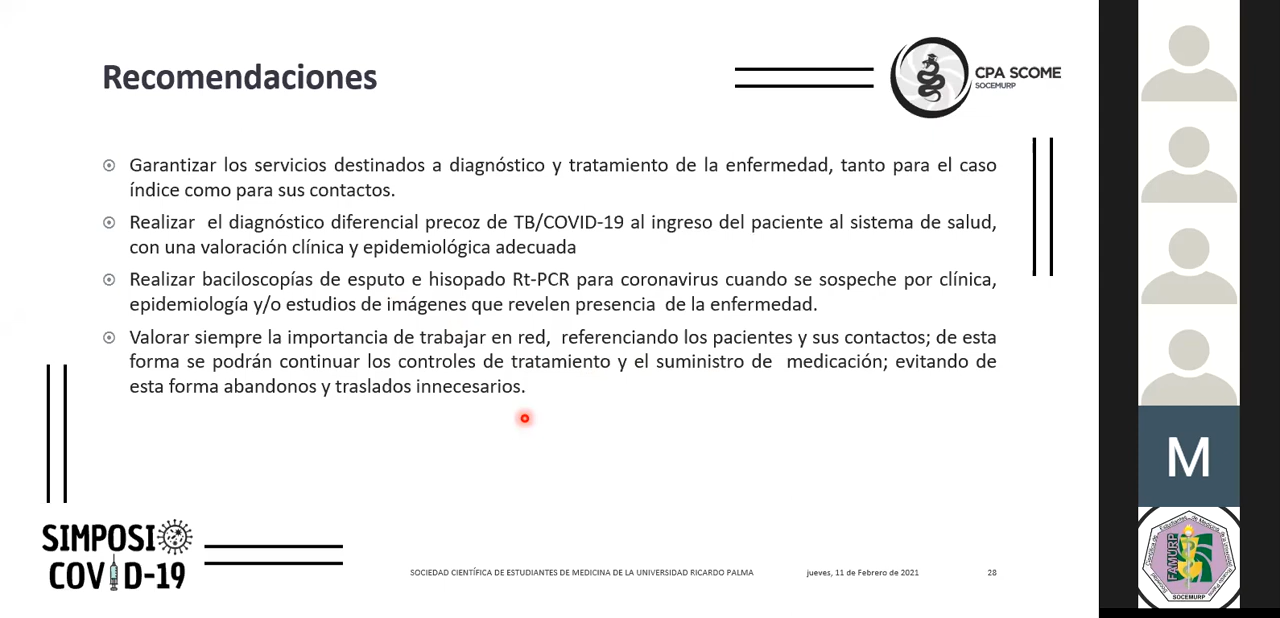 Recomendaciones
CPA SCOME
SOCEMURP
Garantizar los servicios destinados a diagnóstico y tratamiento de la enfermedad, tanto para el caso
índice como para sus contactos.
Realizar el diagnóstico diferencial precoz de TB/COVID-19 al ingreso del paciente al sistema de salud,
con una valoración clínica y epidemiológica adecuada
Realizar baciloscopías de esputo e hisopado Rt-PCR para coronavirus cuando se sospeche por clínica,
epidemiología y/o estudios de imágenes que revelen presencia de la enfermedad.
Valorar siempre la importancia de trabajar en red, referenciando los pacientes y sus contactos; de esta
forma se podrán continuar los controles de tratamiento y el suministro de medicación; evitando de
esta forma abandonos y traslados innecesarios.
SIMPOSIO
COVID-19
SOCIEDAD CIENTÍFICA DE ESTUDIANTES DE MEDICINA DE LA UNIVERSIDAD RICARDO PALMA
jueves, 11 de Febrero de 2021
28
M
FAMURP
SOCEMURP